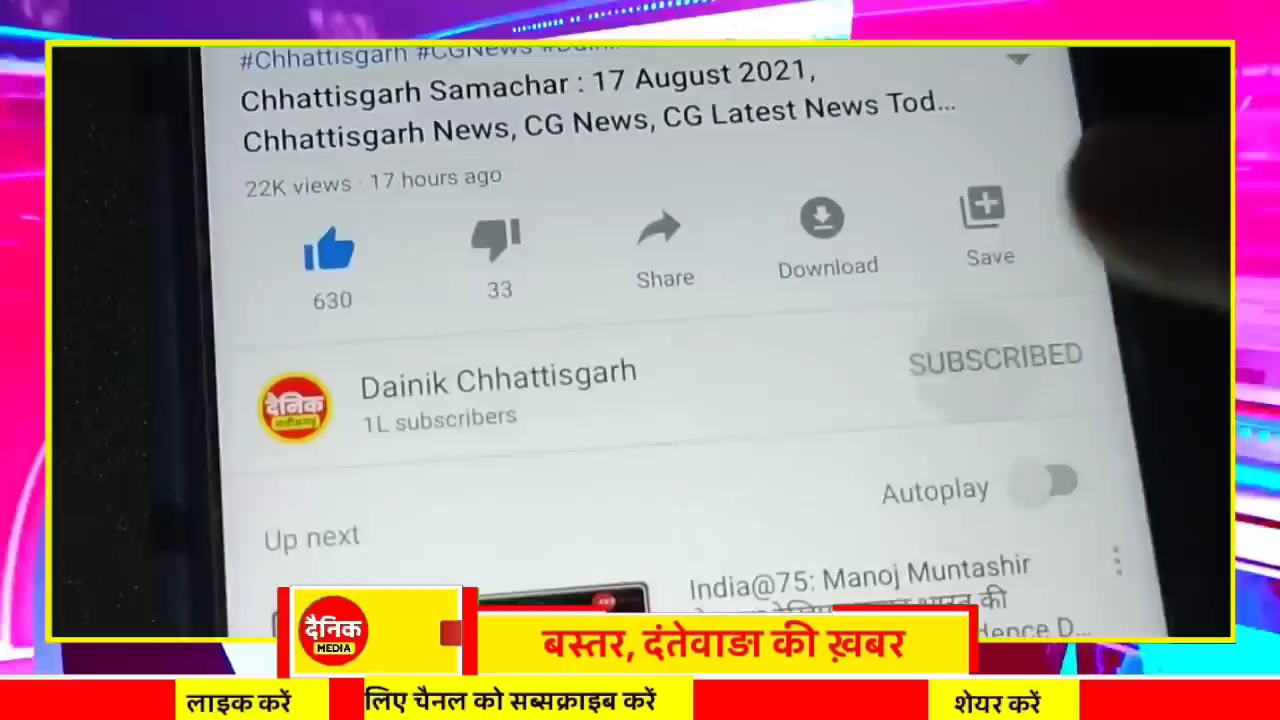 #Chhattisgarh #CGNews
Chhattisgarh Samachar : 17 August 2021,
Chhattisgarh News, CG News, CG Latest News Tod...
22K views · 17 hours ago
630
33
Share
Download
Save
दैनिक
Dainik Chhattisgarh
SUBSCRIBED
1L subscribers
Autoplay
Up next
India@75: Manoj Muntashir
भारत की
दैनिक
MEDIA
बस्तर, दंतेवाडा की ख़बर
लाइक करें
लिए चैनल को सब्सक्राइब करें
शेयर करें